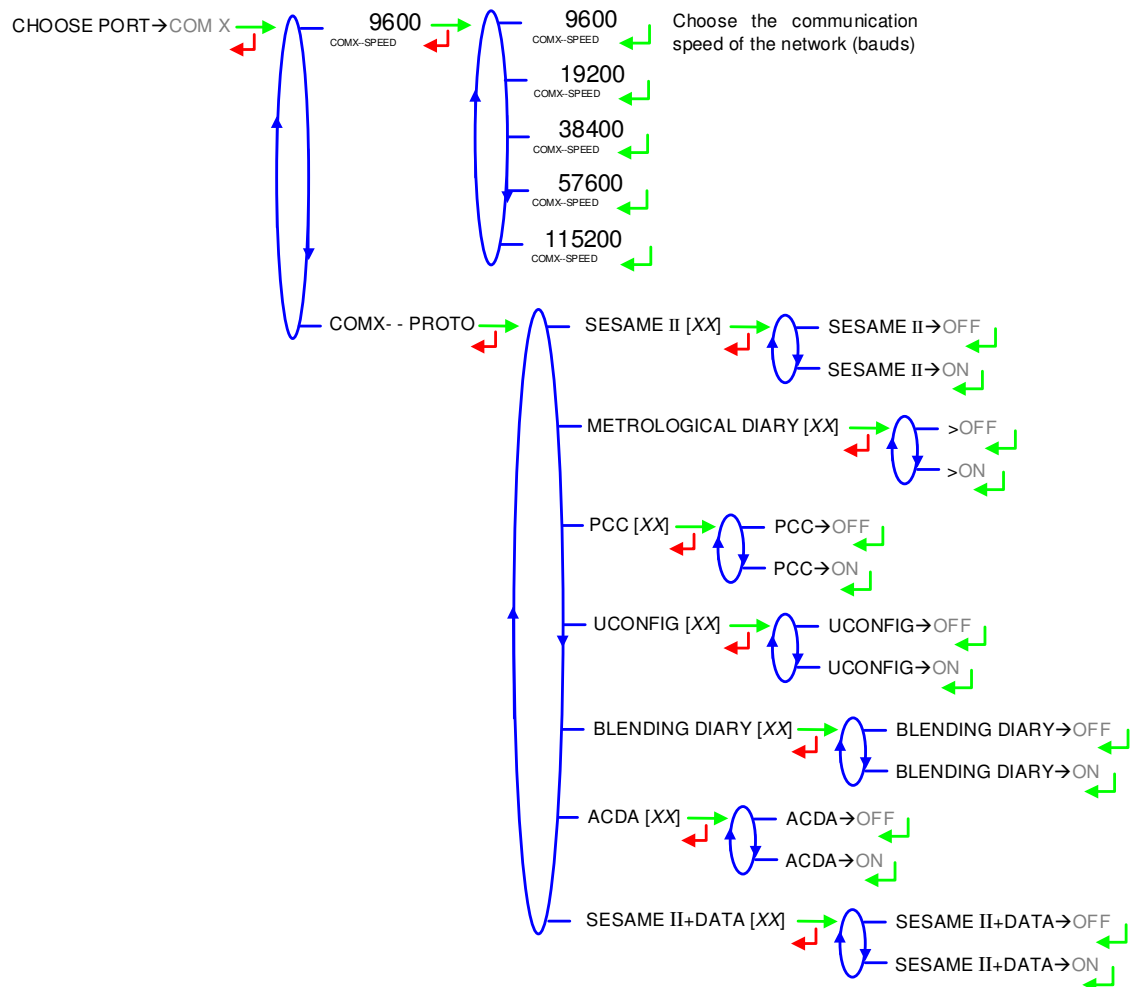 CHOOSE PORT→COM X
9600
COMX--SPEED
9600
COMX--SPEED
Choose the communication
speed of the network (bauds)
19200
COMX--SPEED
38400
COMX--SPEED
57600
COMX--SPEED
115200
COMX--SPEED
COMX- - PROTO
SESAME II [XX]
SESAME II→OFF
SESAME II→ON
METROLOGICAL DIARY [XX]
>OFF
>ON
PCC [XX]
PCC→OFF
PCC→ON
UCONFIG [XX]
UCONFIG→OFF
UCONFIG→ON
BLENDING DIARY [XX]
BLENDING DIARY→OFF
BLENDING DIARY→ON
ACDA [XX]
ACDA→OFF
ACDA→ON
SESAME II+DATA [XX]
SESAME II+DATA→OFF
SESAME II+DATA→ON